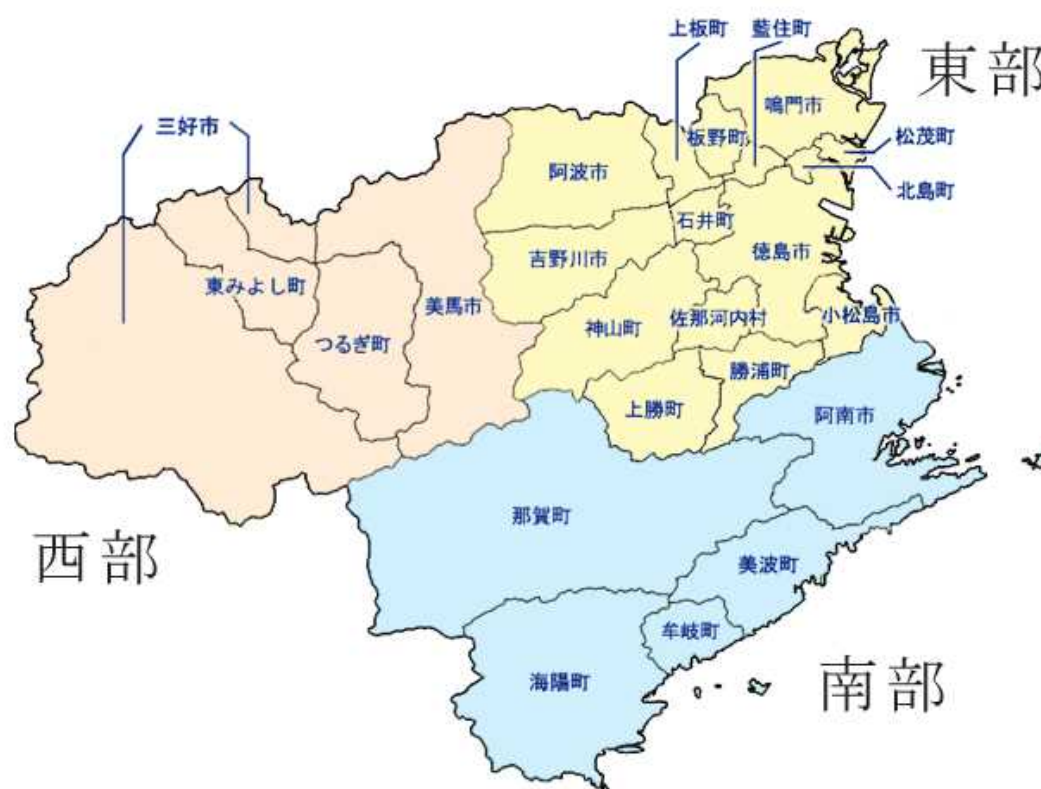 上板町
藍住町
東部
鳴門市
三好市
板野町
松茂町
阿波市
北島町
石井町
吉野川市
徳島市
東みよし町
美馬市
佐那河内村
小松島市
神山町
つるぎ町
勝浦町
上勝町
阿南市
那賀町
西部
美波町
牟岐町
海陽町
南部